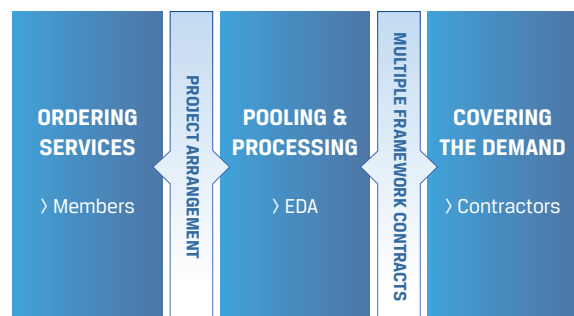 ORDERING
SERVICES
〉Members
PROJECT ARRANGEMENT
POOLING &
PROCESSING
〉EDA
MULTIPLE FRAMEWORK CONTRACTS
COVERING
THE DEMAND
〉Contractors